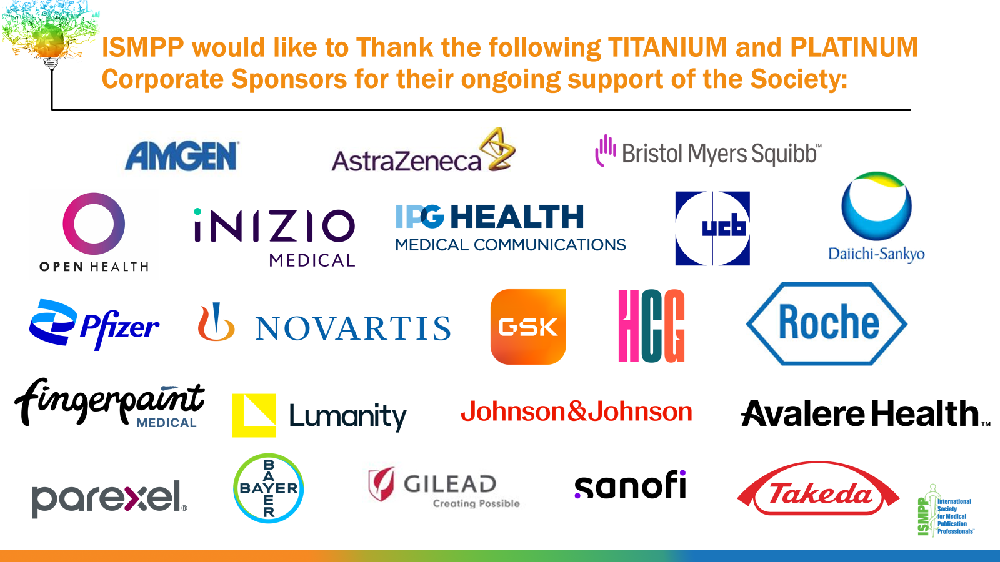 ISMPP would like to Thank the following TITANIUM and PLATINUM
Corporate Sponsors for their ongoing support of the Society:
AMGEN®
AstraZeneca
Bristol Myers Squibb™
OPEN HEALTH
iNIZIO
MEDICAL
IPG HEALTH
MEDICAL COMMUNICATIONS
ucb
Daiichi-Sankyo
Pfizer
NOVARTIS
GSK
HCG
Roche
fingerpaint
MEDICAL
Lumanity
Johnson&Johnson
Avalere Health™
parexel®
BAYER
BAYER
GILEAD
Creating Possible
sanofi
Takeda
ISMPP
International
Society
for Medical
Publication
Professionals™